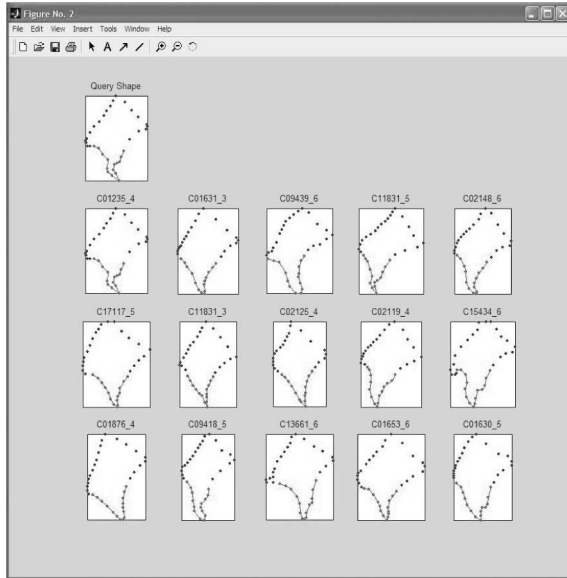 Figure No. 2
File Edit View Insert Tools Window Help
A
Query Shape
C01235_4 C01631_3 C09439_6 C11831_5 C02148_6
C17117_5 C11831_3 C02125_4 C02119_4 C15434_6
C01876_4 C09418_5 C13661_6 C01653_6 C01630_5